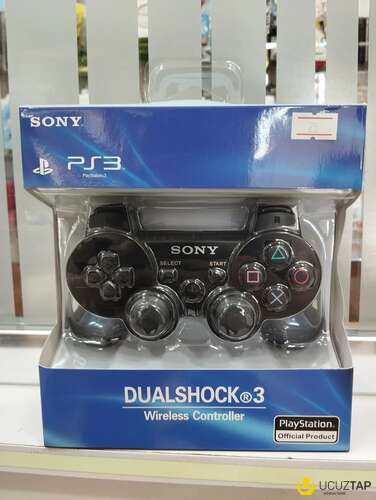 SONY
PS3
PlayStation 3
SONY
SELECT
START
DUALSHOCK®3
Wireless Controller
PlayStation
Official Product
UCUZTAP